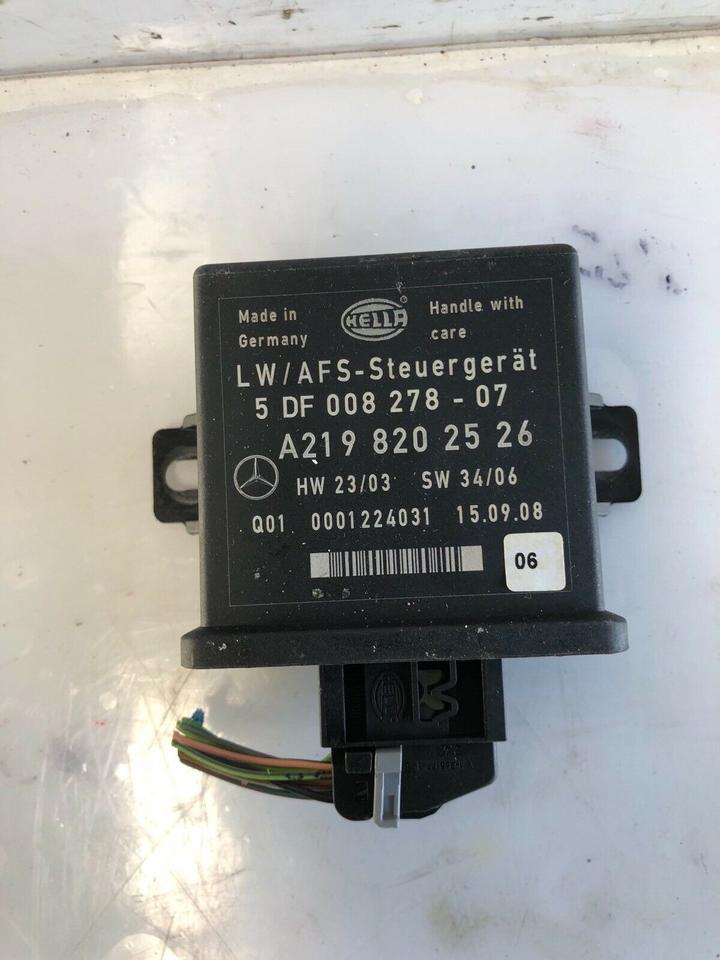 Made in
Germany
HELLA
®
Handle with
care
LW/AFS-Steuergerät
5 DF 008 278 - 07
A219 820 25 26
HW 23/03 SW 34/06
Q01 0001224031 15.09.08
06
HELLA